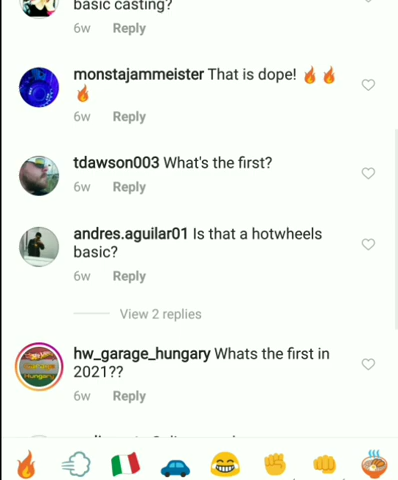 basic casting?
6w Reply
monstajammeister That is dope! 🔥🔥
🔥
6w Reply
tdawson003 What's the first?
6w Reply
andres.aguilar01 Is that a hotwheels
basic?
6w Reply
View 2 replies
hw_garage_hungary Whats the first in
2021??
6w Reply